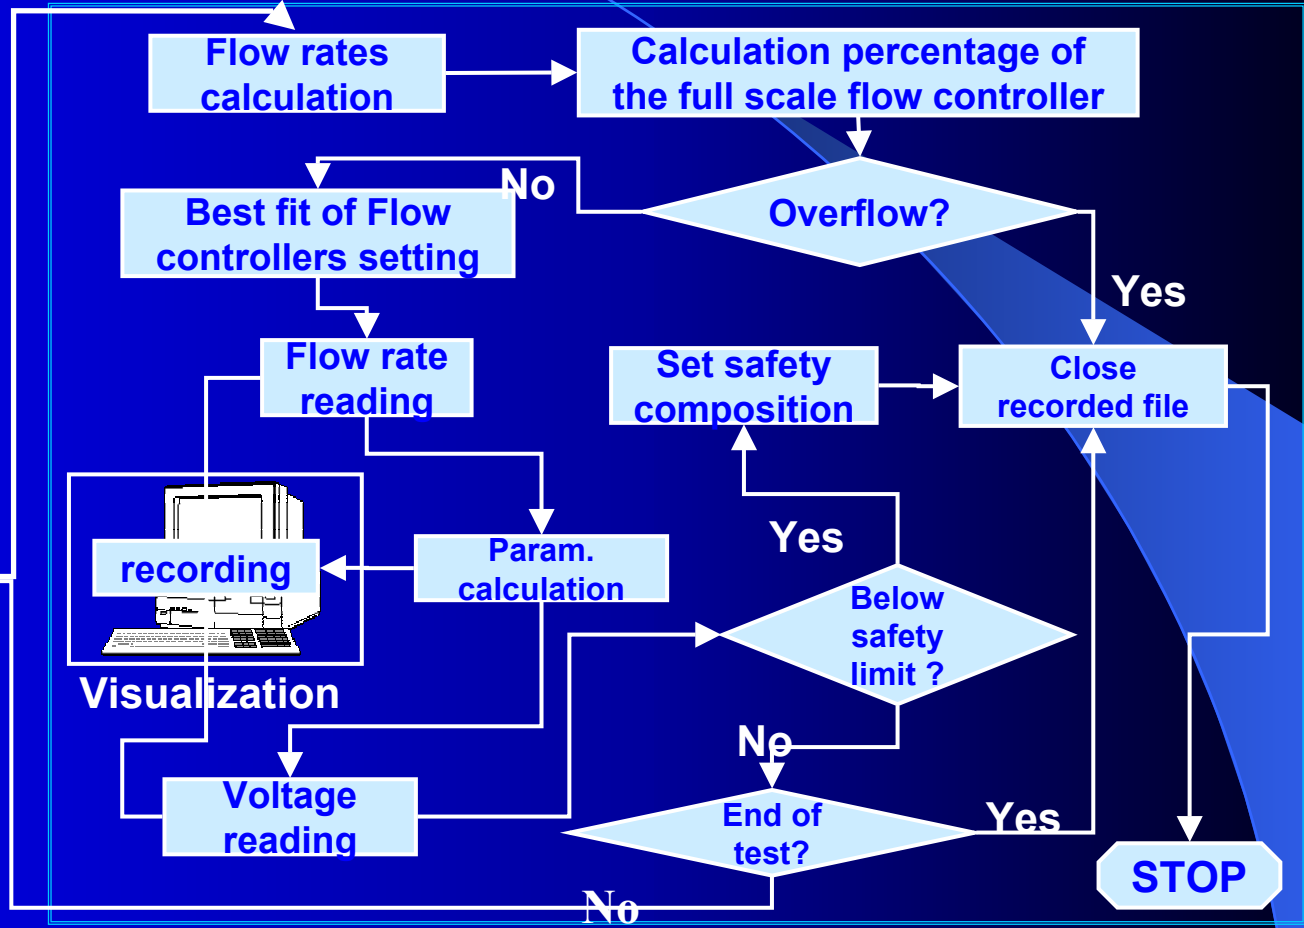 Flow rates
calculation
Calculation percentage of
the full scale flow controller
No
Best fit of Flow
controllers setting
Overflow?
Yes
Flow rate
reading
Set safety
composition
Close
recorded file
Yes
recording
Param.
calculation
Below
safety
limit ?
Visualization
No
Voltage
reading
End of
test?
Yes
STOP
No